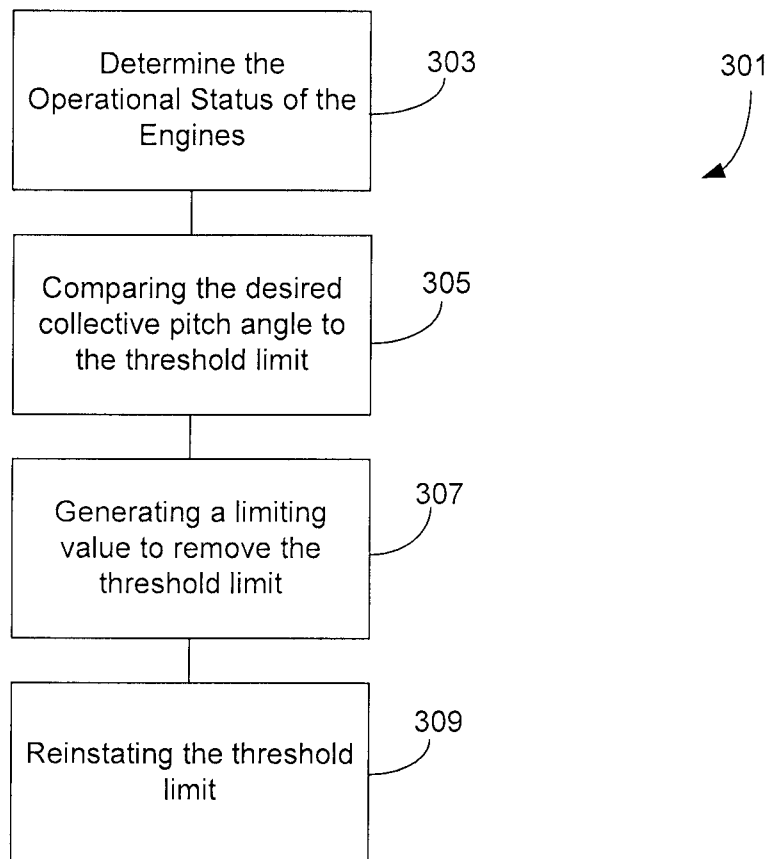 Determine the
Operational Status of the
Engines
303
301
Comparing the desired
collective pitch angle to
the threshold limit
305
Generating a limiting
value to remove the
threshold limit
307
Reinstating the threshold
limit
309